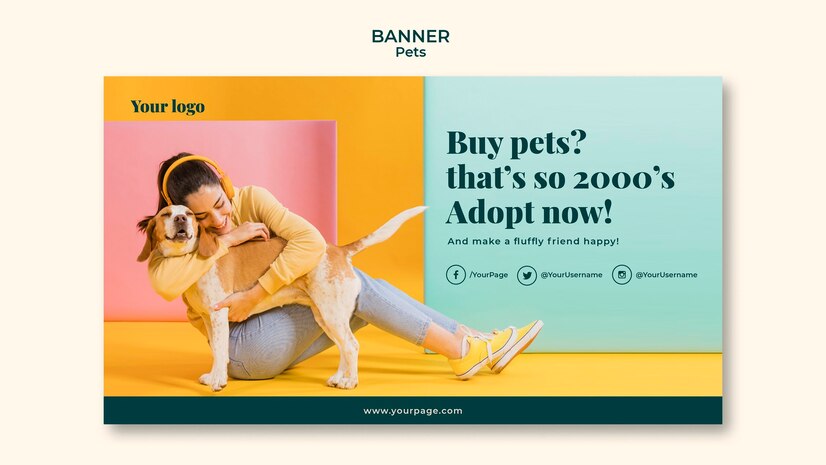 BANNER
Pets
Your logo
Buy pets?
that's so 2000's
Adopt now!
And make a fluffly friend happy!
/YourPage @YourUsername @YourUsername
www.yourpage.com